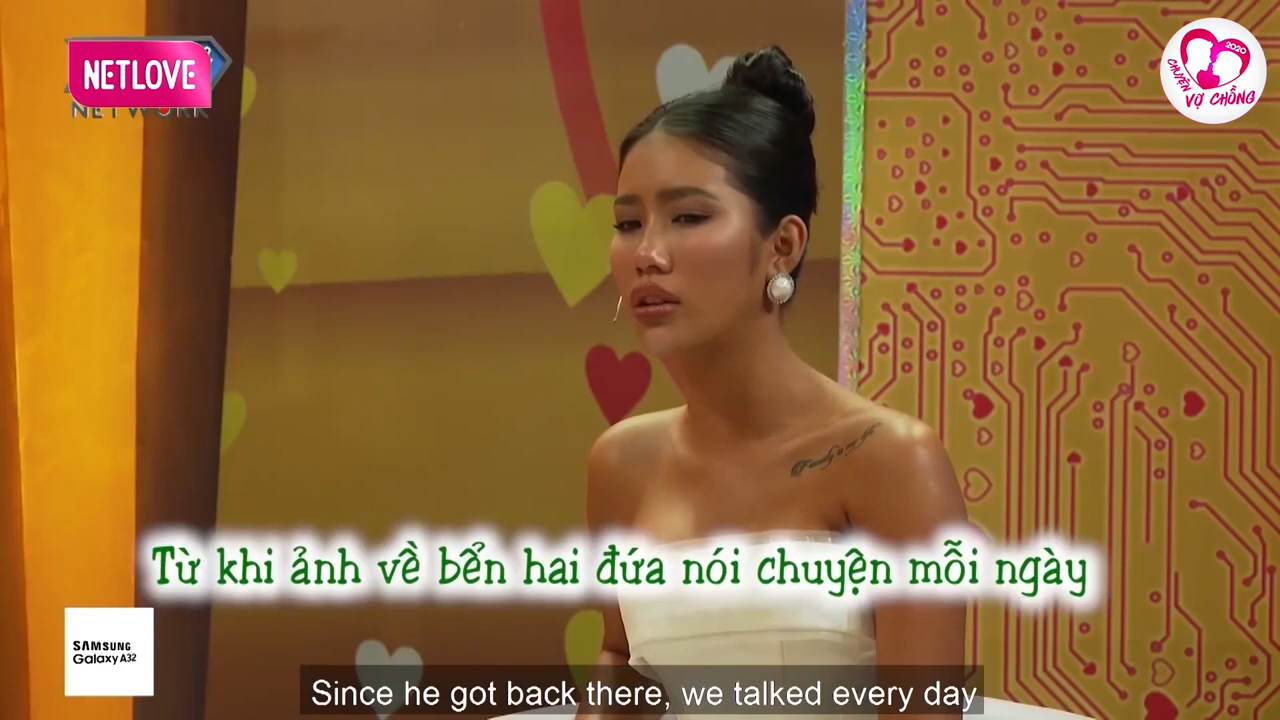 NETLOVE
NETWORK
2020
CHUYỆN
VỢ CHỒNG
Từ khi ảnh về bển hai đứa nói chuyện mỗi ngày
SAMSUNG
Galaxy A32
Since he got back there, we talked every day